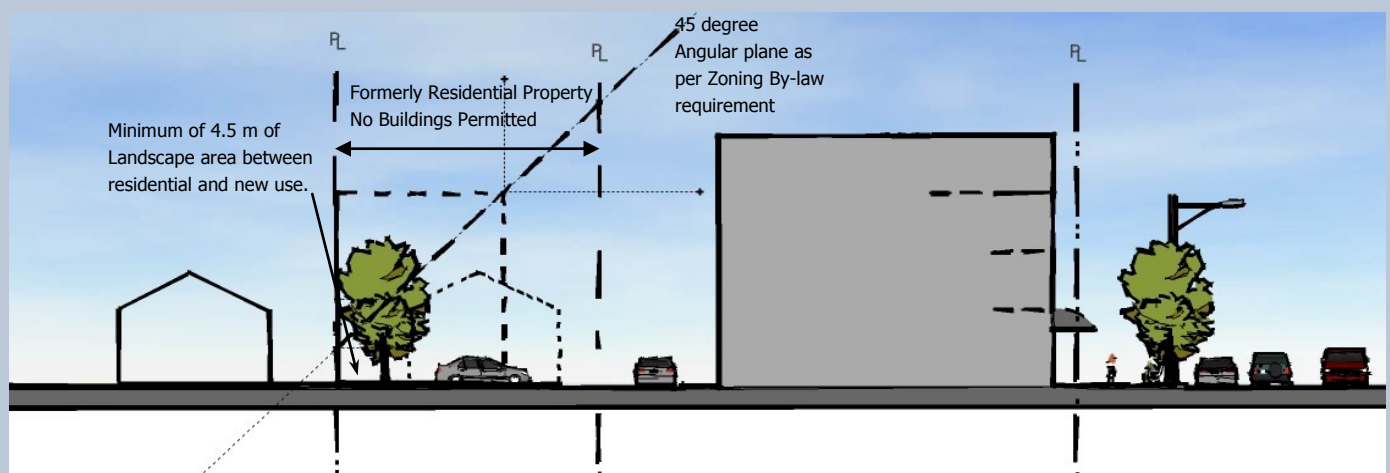 PL
PL
PL
45 degree
Angular plane as
per Zoning By-law
requirement
Formerly Residential Property
No Buildings Permitted
Minimum of 4.5 m of
Landscape area between
residential and new use.